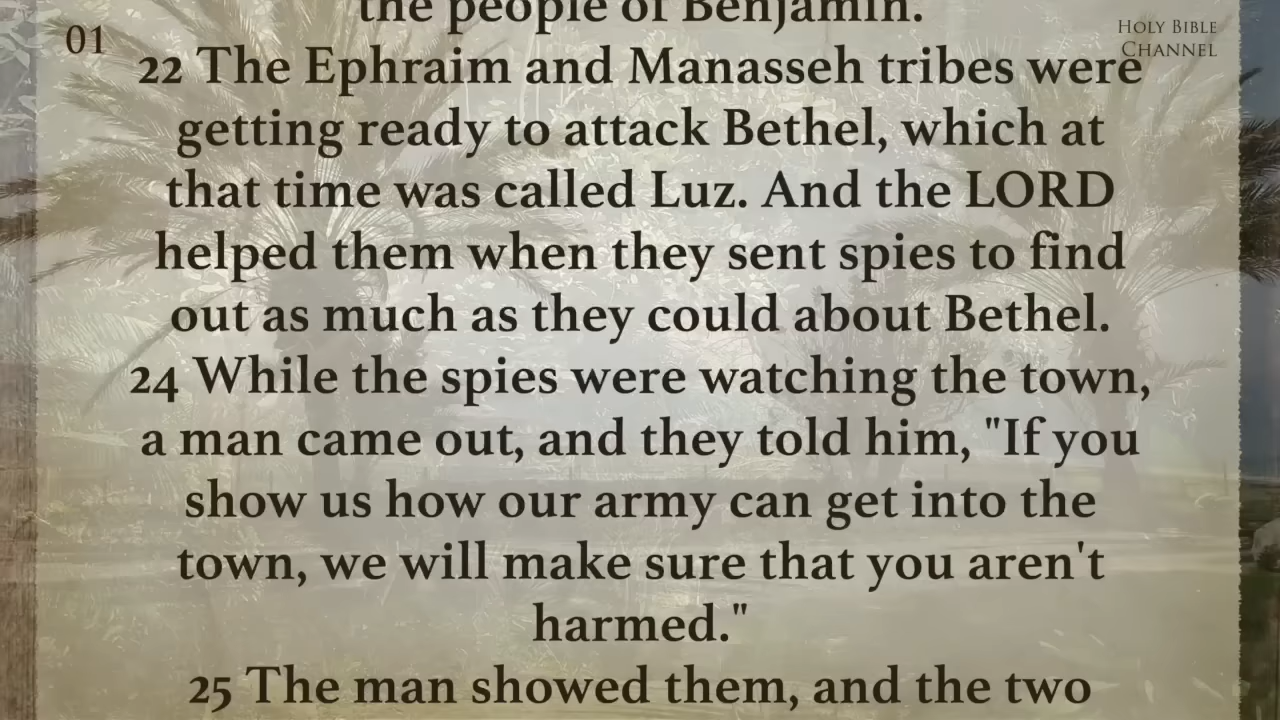 the people of Benjamin.
01
HOLY BIBLE
CHANNEL
22 The Ephraim and Manasseh tribes were
getting ready to attack Bethel, which at
that time was called Luz. And the LORD
helped them when they sent spies to find
out as much as they could about Bethel.
24 While the spies were watching the town,
a man came out, and they told him, "If you
show us how our army can get into the
town, we will make sure that you aren't
harmed."
25 The man showed them, and the two